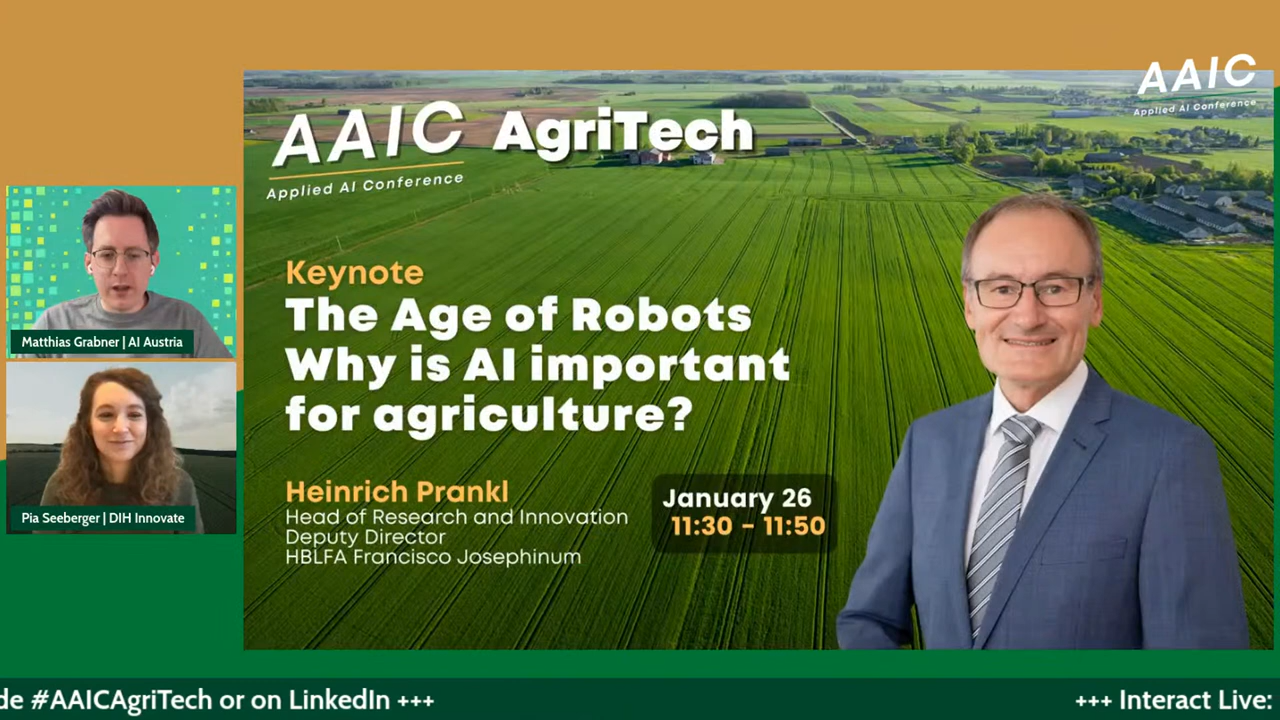 AAIC
Applied AI Conference
AAIC AgriTech
Applied AI Conference
Keynote
The Age of Robots
Why is AI important
for agriculture?
Heinrich Prankl
Head of Research and Innovation
Deputy Director
HBLFA Francisco Josephinum
January 26
11:30 - 11:50
Matthias Grabner | AI Austria
Pia Seeberger | DIH Innovate
de #AAICAgriTech or on LinkedIn +++
+++ Interact Live: